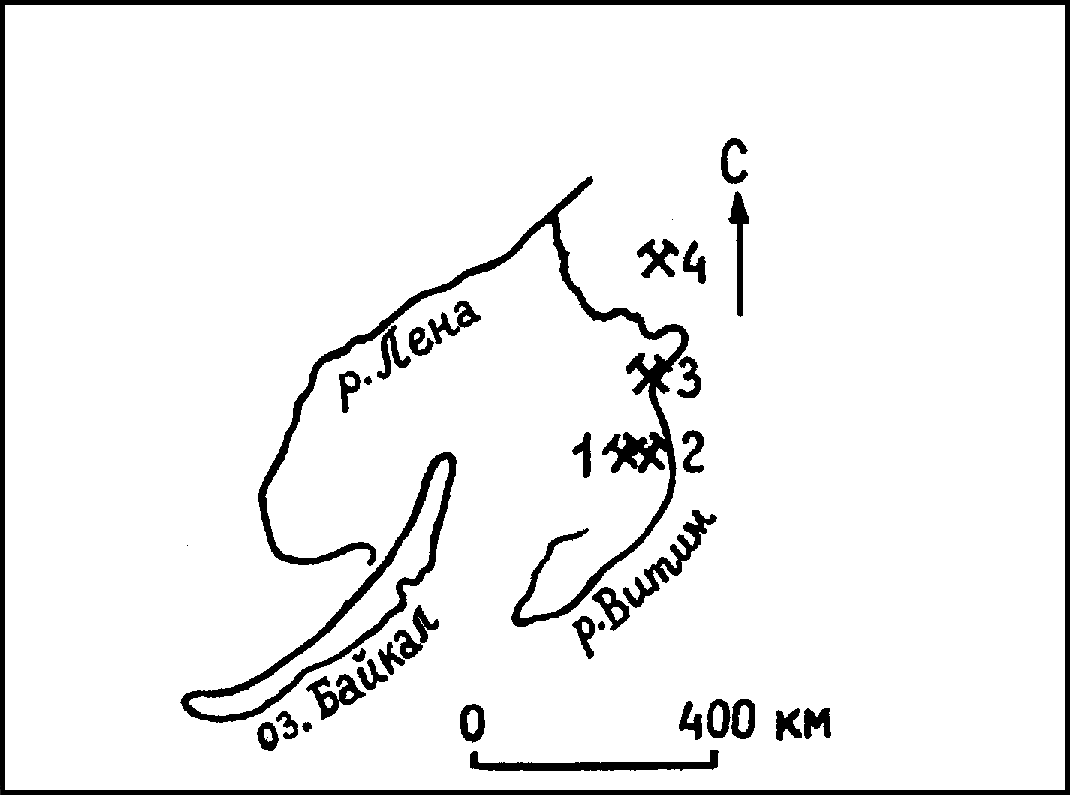 С
4
р. Лена
3
1 2
р. Витим
оз. Байкал
0 400 км